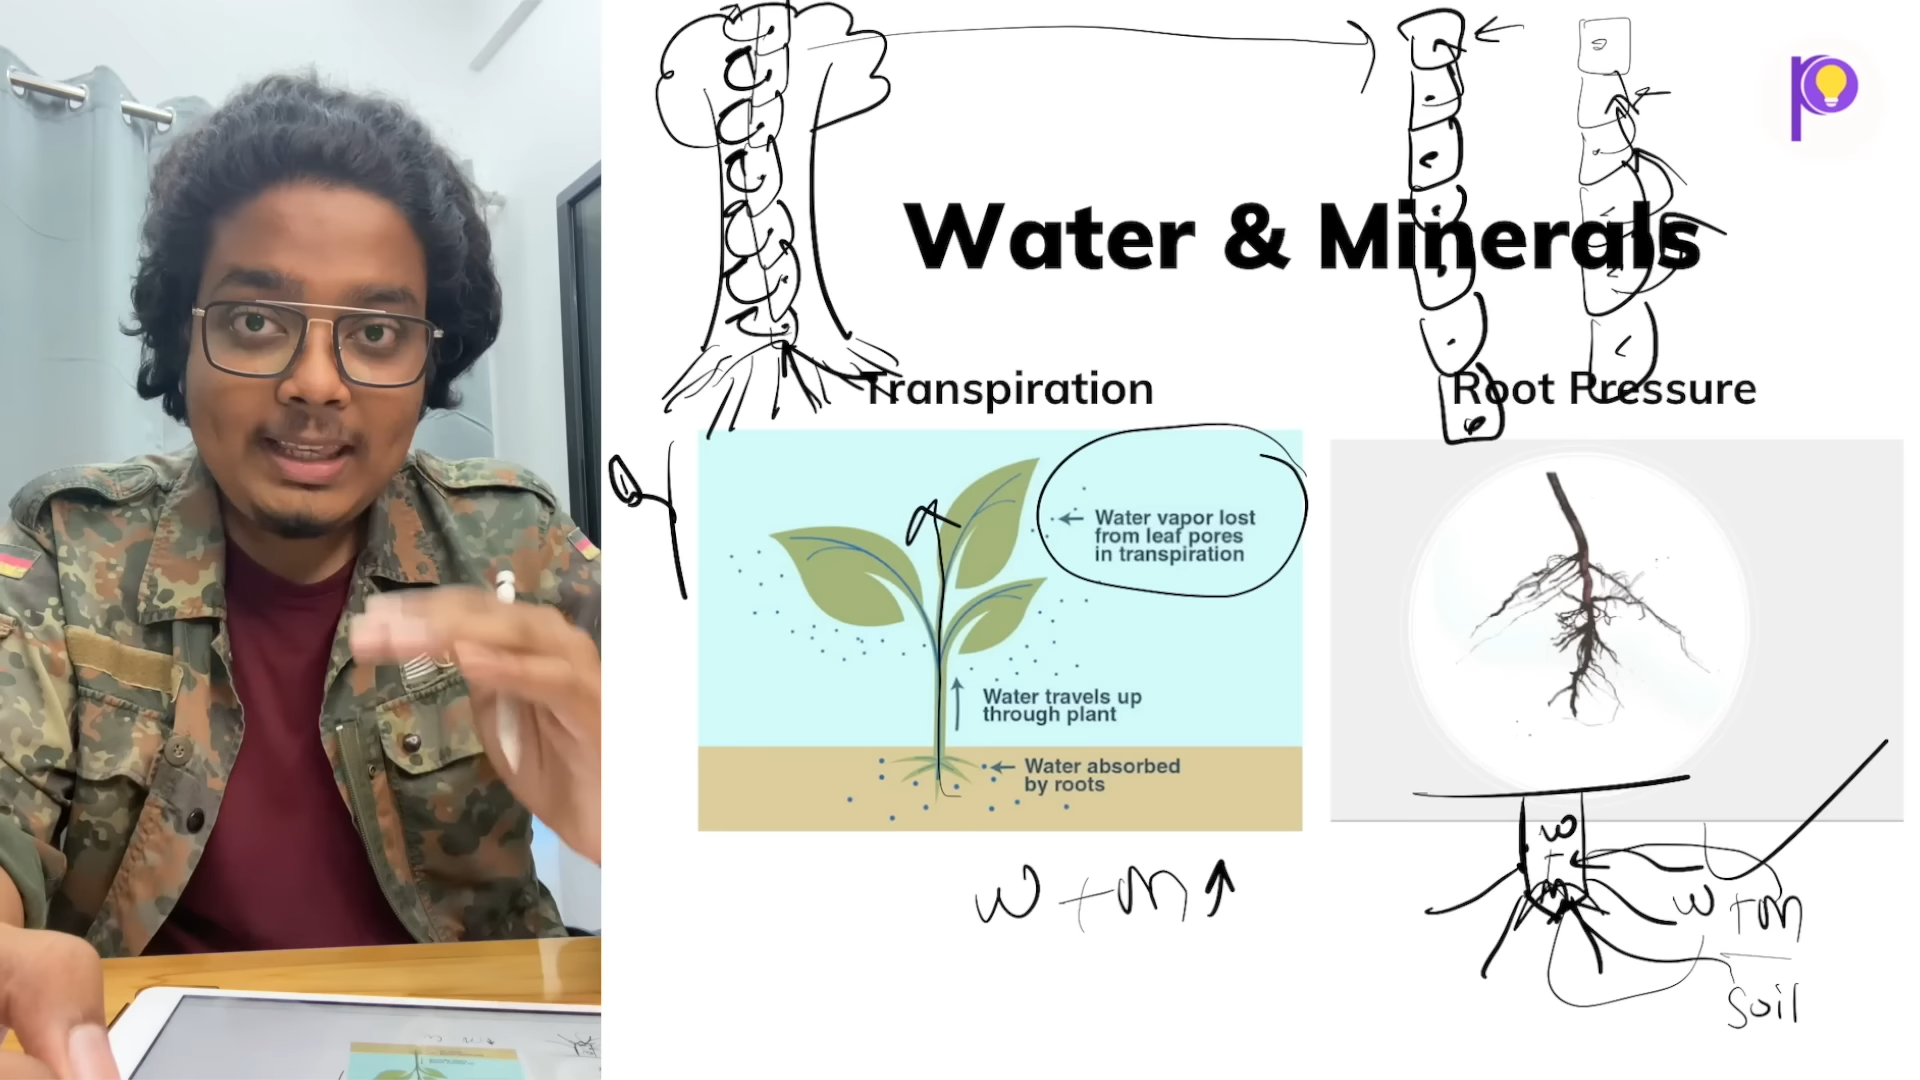 Water & Minerals
Transpiration
Root Pressure
Water vapor lost
from leaf pores
in transpiration
Water travels up
through plant
Water absorbed
by roots
w + m ↑
w
+
m
w + m
soil